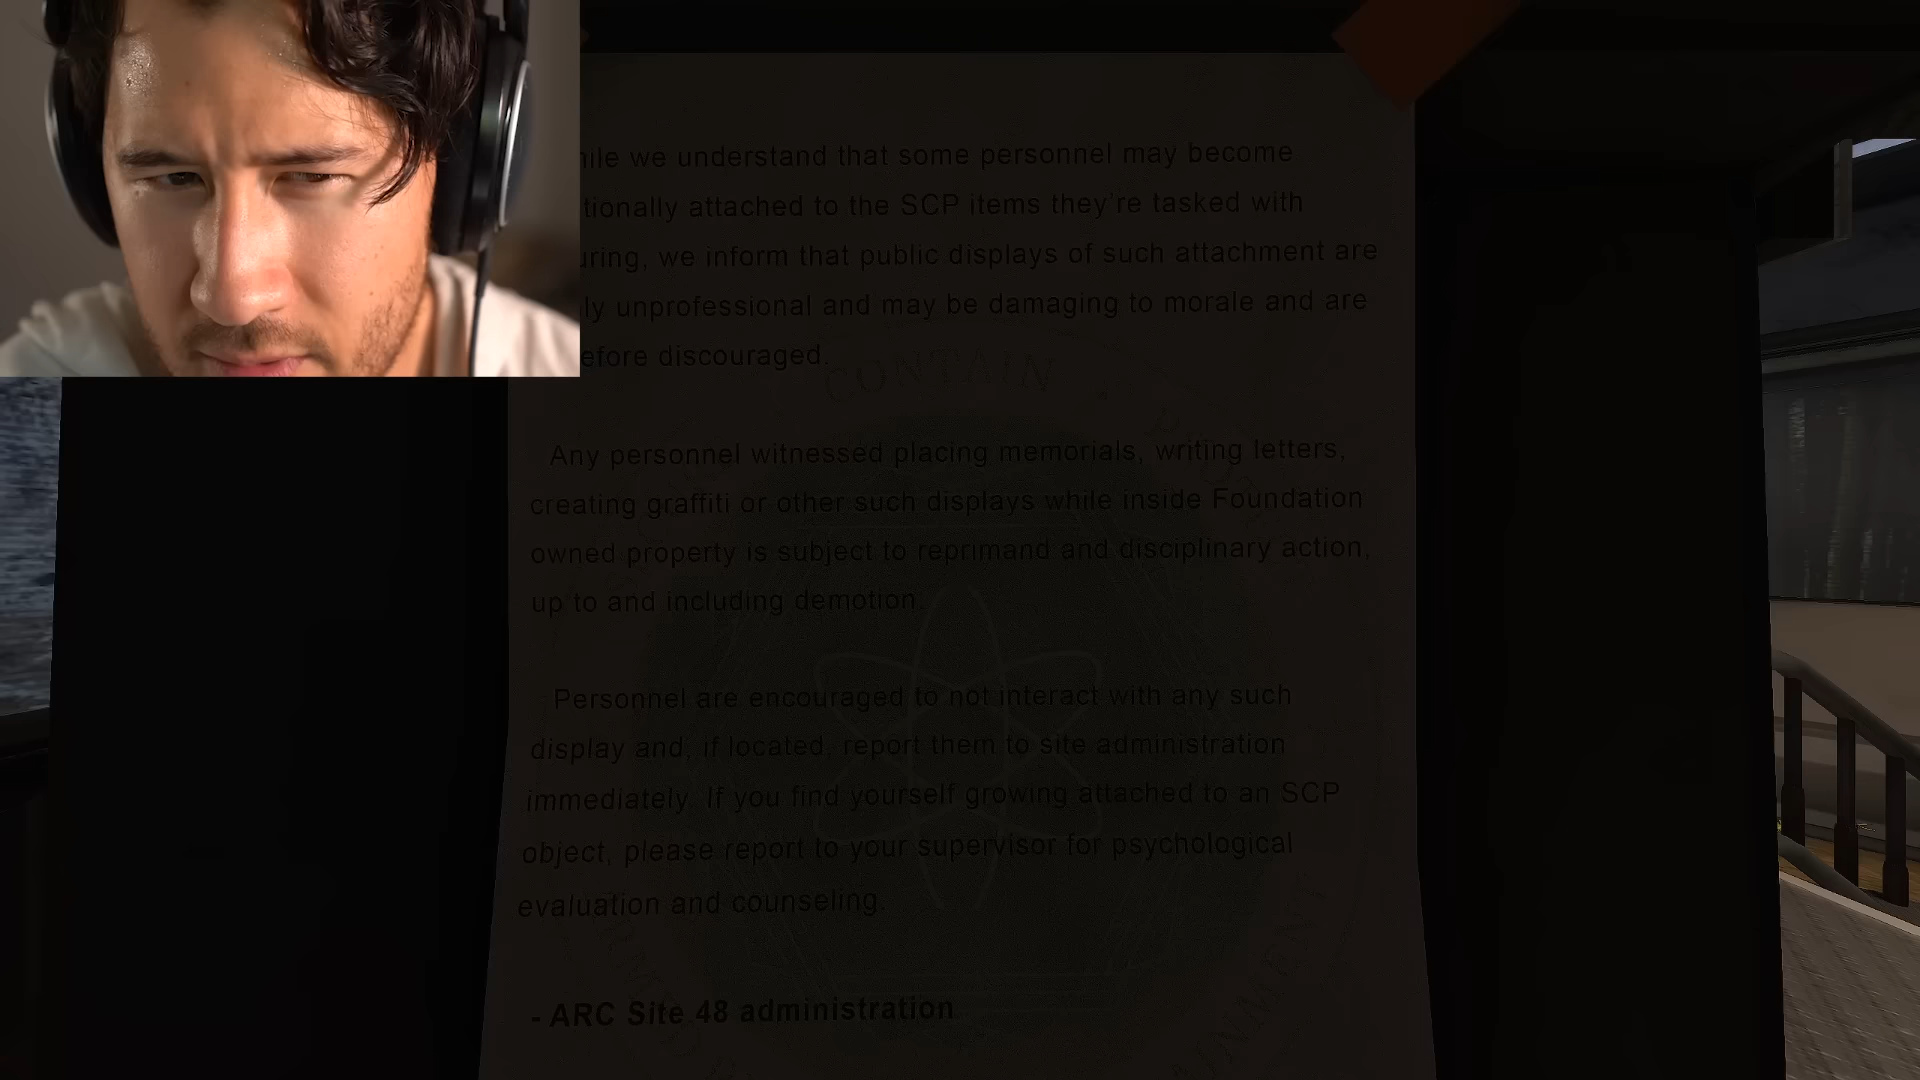 ile we understand that some personnel may become
tionally attached to the SCP items they're tasked with
uring, we inform that public displays of such attachment are
ly unprofessional and may be damaging to morale and are
efore discouraged.
CONTAIN
Any personnel witnessed placing memorials, writing letters,
creating graffiti or other such displays while inside Foundation
owned property is subject to reprimand and disciplinary action,
up to and including demotion.
Personnel are encouraged to not interact with any such
display and, if located, report them to site administration
immediately. If you find yourself growing attached to an SCP
object, please report to your supervisor for psychological
evaluation and counseling.
- ARC Site 48 administration